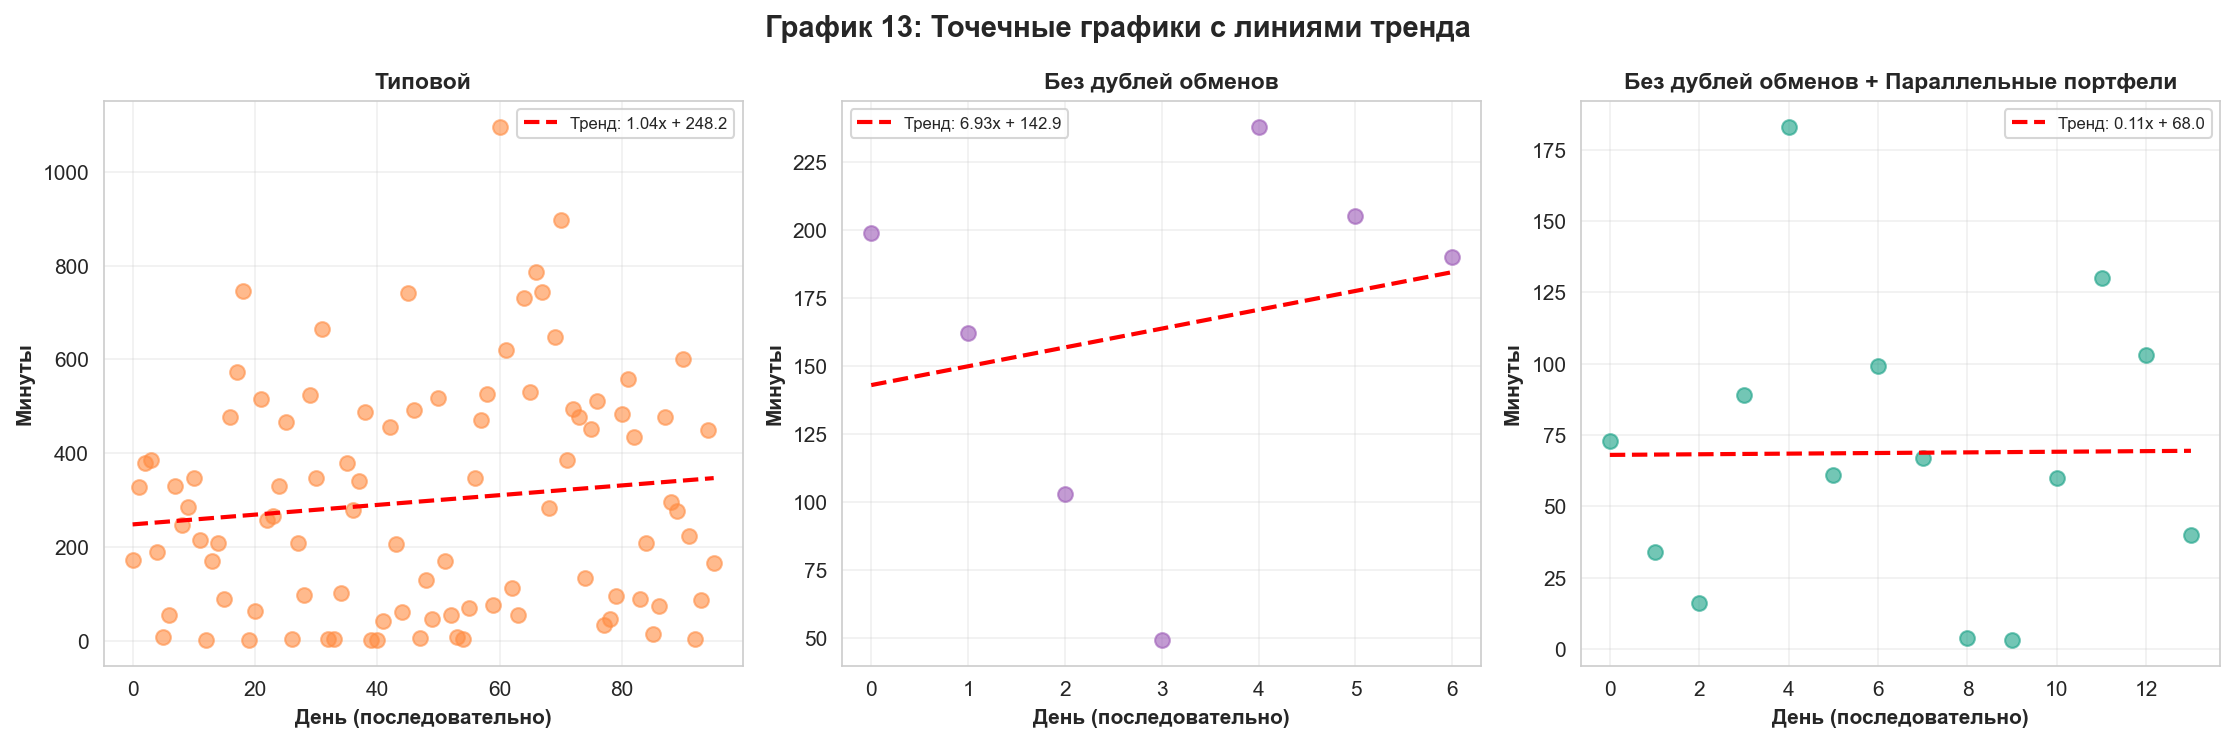 График 13: Точечные графики с линиями тренда
Типовой
Тренд: 1.04x + 248.2
Минуты
1000
800
600
400
200
0
0 20 40 60 80
День (последовательно)
Без дублей обменов
Тренд: 6.93x + 142.9
Минуты
225
200
175
150
125
100
75
50
0 1 2 3 4 5 6
День (последовательно)
Без дублей обменов + Параллельные портфели
Тренд: 0.11x + 68.0
Минуты
175
150
125
100
75
50
25
0
0 2 4 6 8 10 12
День (последовательно)